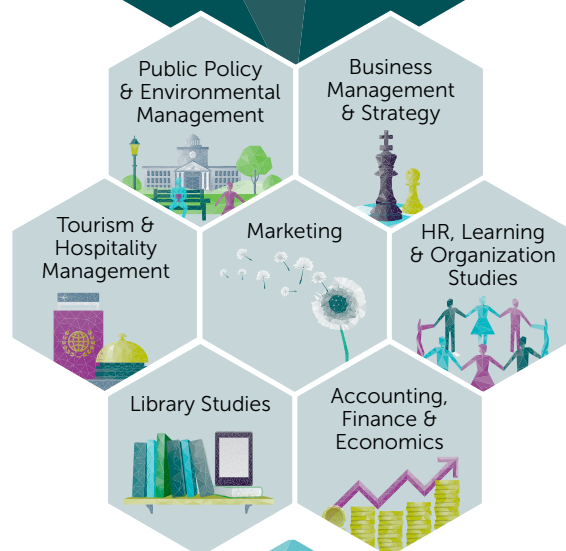 Public Policy
& Environmental
Management
Business
Management
& Strategy
Tourism &
Hospitality
Management
Marketing
HR, Learning
& Organization
Studies
Library Studies
Accounting,
Finance &
Economics